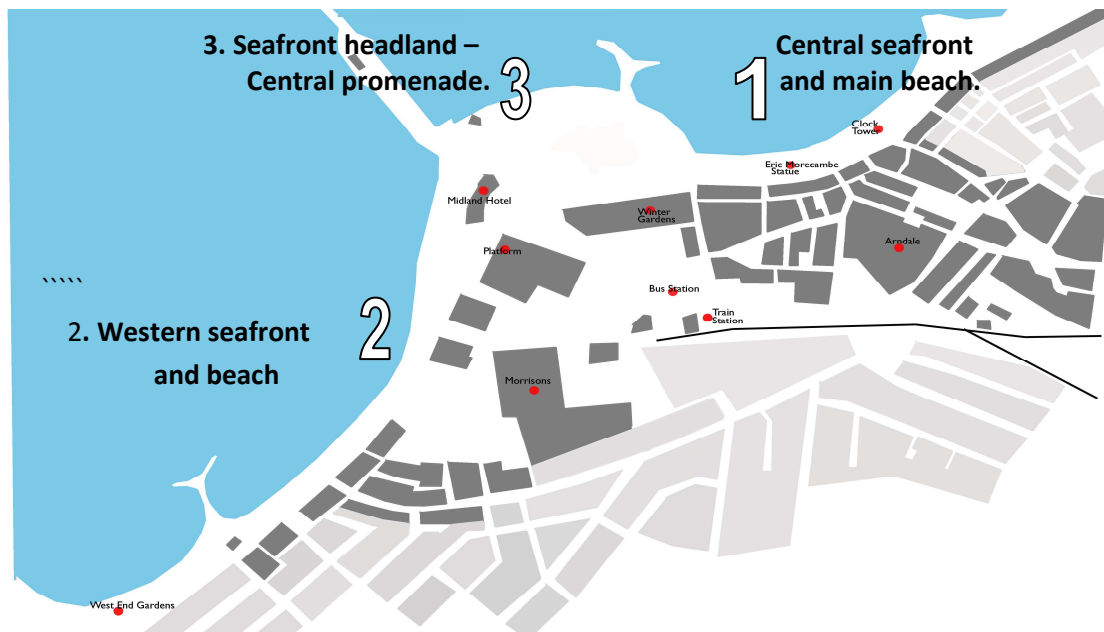 3. Seafront headland –
Central promenade.
3
1
Central seafront
and main beach.
Clock
Tower
Eric Morecambe
Statue
Midland Hotel
Winter
Gardens
Platform
Arndale
Bus Station
Train
Station
2. Western seafront
and beach
2
Morrisons
West End Gardens